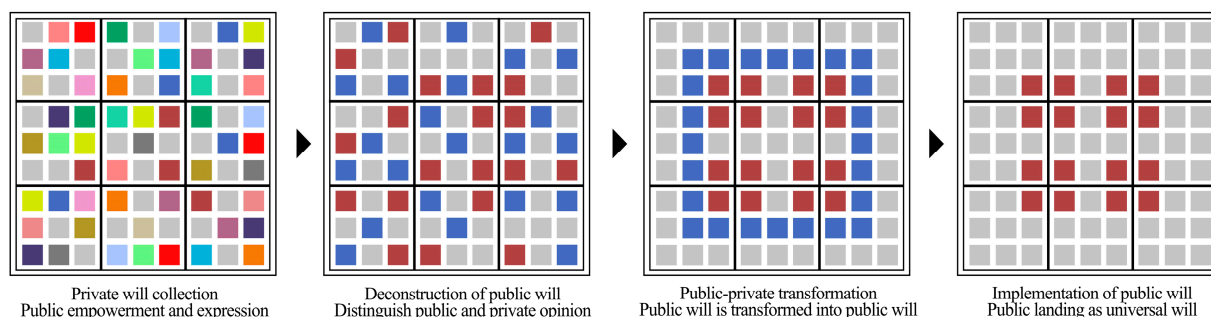 Private will collection
Public empowerment and expression
Deconstruction of public will
Distinguish public and private opinion
Public-private transformation
Public will is transformed into public will
Implementation of public will
Public landing as universal will